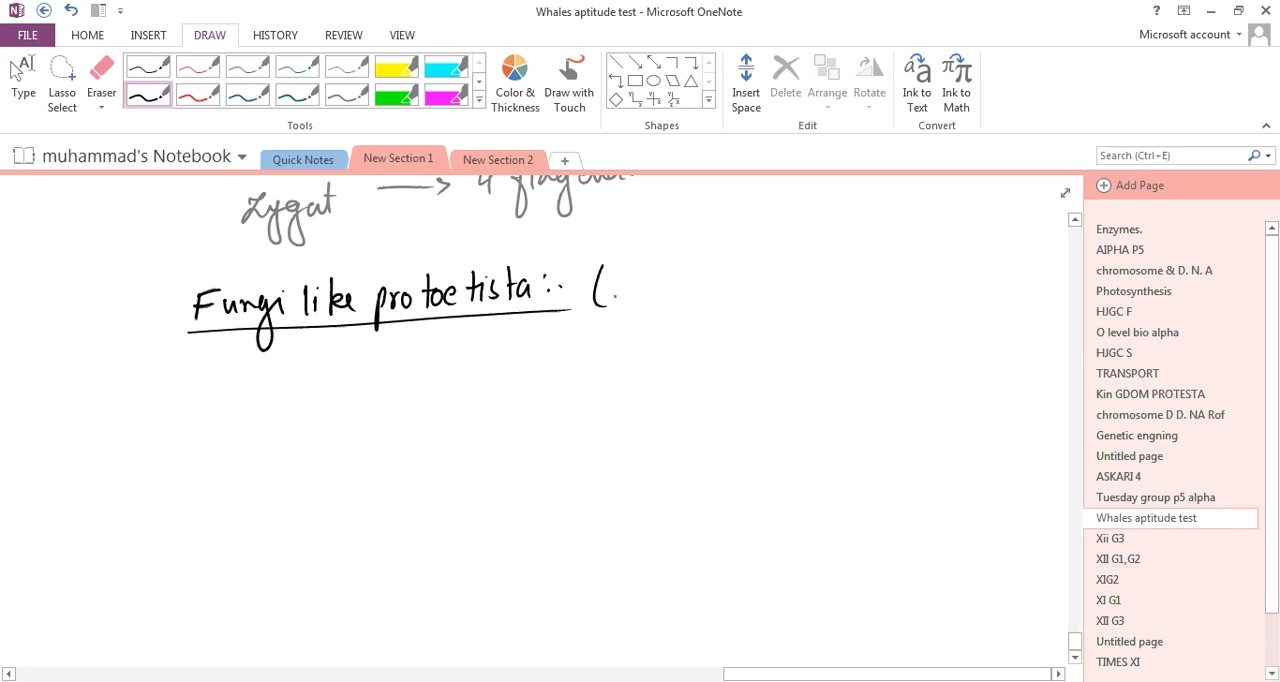 Whales aptitude test - Microsoft OneNote
FILE HOME INSERT DRAW HISTORY REVIEW VIEW
Microsoft account
Type
Lasso Select
Eraser
Color & Thickness
Draw with Touch
Insert Space
Delete
Arrange
Rotate
Ink to Text
Ink to Math
Tools
Shapes
Edit
Convert
muhammad's Notebook
Quick Notes
New Section 1
New Section 2
Search (Ctrl+E)
Zygat → 4
Fungi like protoctista :. (
Add Page
Enzymes.
AlPHA P5
chromosome & D. N. A
Photosynthesis
HJGC F
O level bio alpha
HJGC S
TRANSPORT
Kin GDOM PROTESTA
chromosome D D. NA Rof
Genetic engning
Untitled page
ASKARI 4
Tuesday group p5 alpha
Whales aptitude test
Xii G3
XII G1,G2
XIG2
XI G1
XII G3
Untitled page
TIMES XI